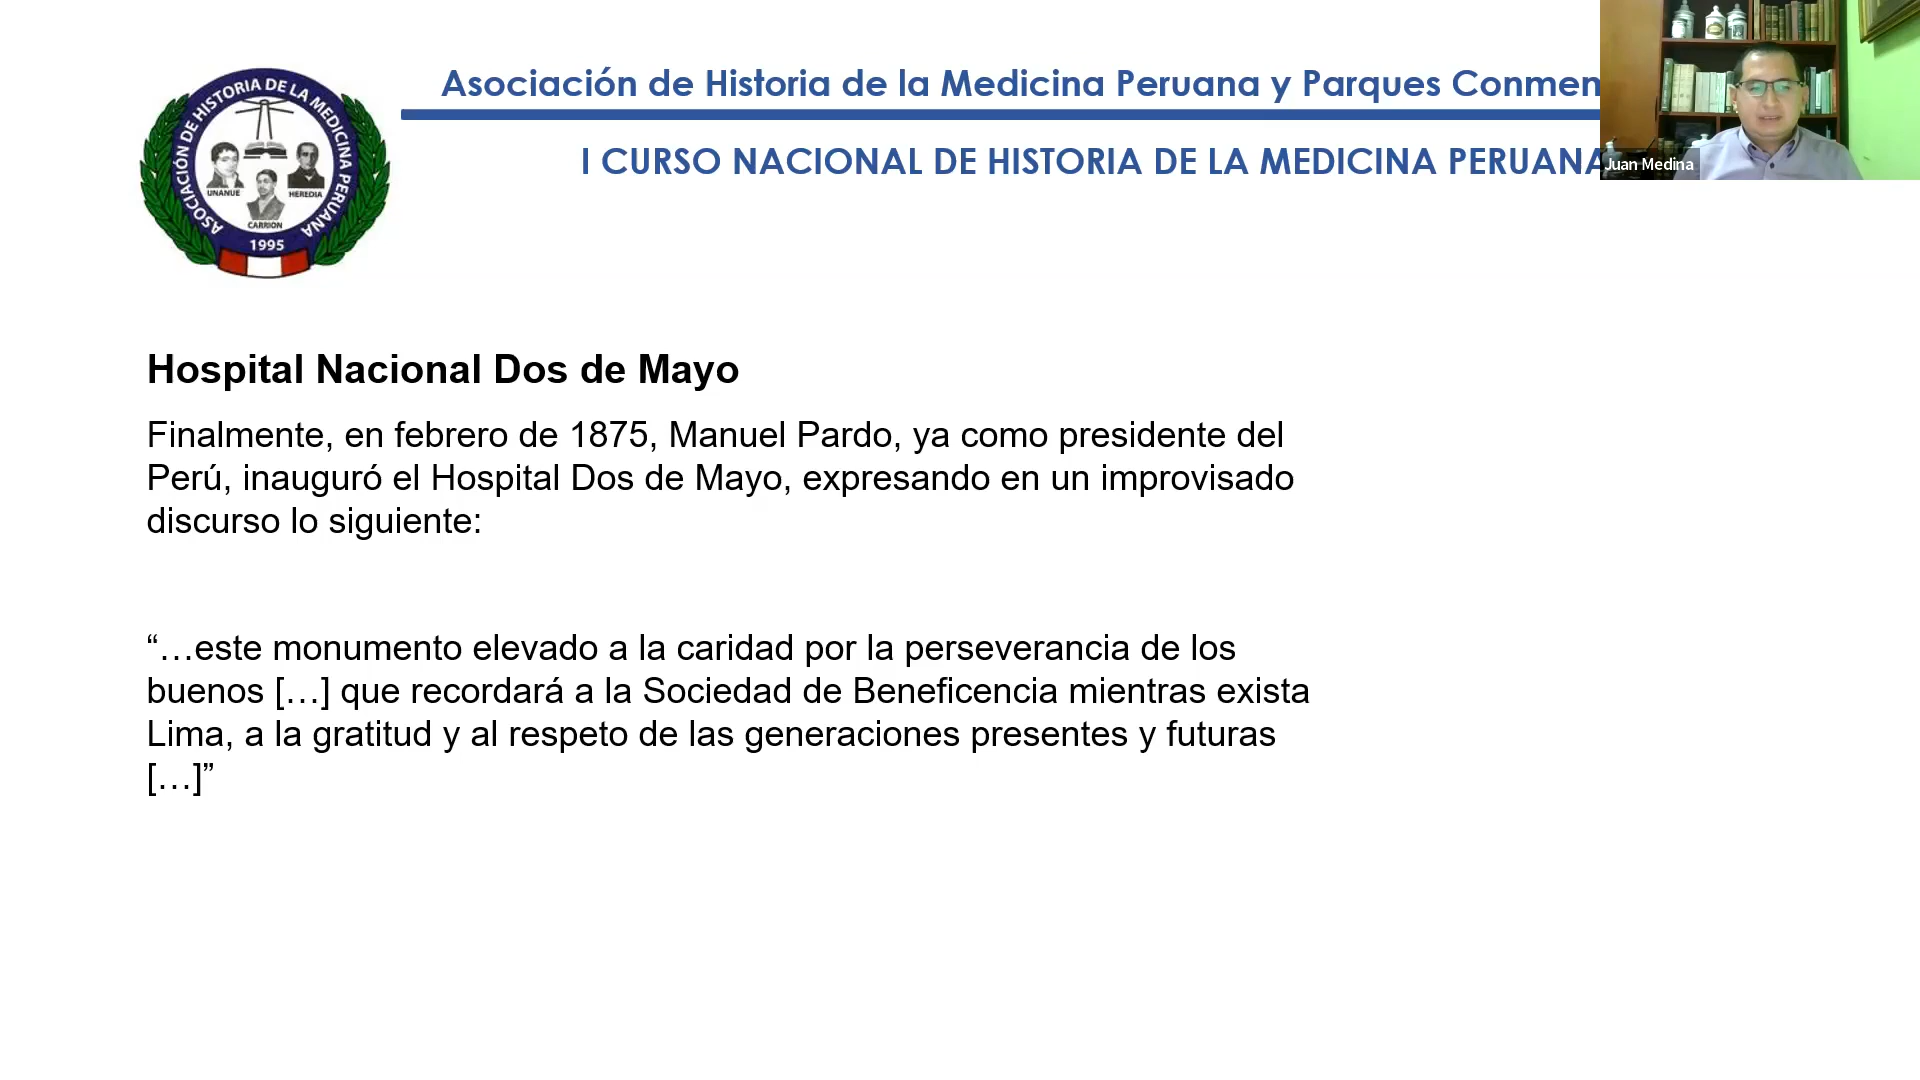 Asociación de Historia de la Medicina Peruana y Parques Conmen
I CURSO NACIONAL DE HISTORIA DE LA MEDICINA PERUANA
Juan Medina
ASOCIACIÓN DE HISTORIA DE LA MEDICINA PERUANA
UNANUE
HEREDIA
CARRIÓN
1995
Hospital Nacional Dos de Mayo
Finalmente, en febrero de 1875, Manuel Pardo, ya como presidente del
Perú, inauguró el Hospital Dos de Mayo, expresando en un improvisado
discurso lo siguiente:
“…este monumento elevado a la caridad por la perseverancia de los
buenos […] que recordará a la Sociedad de Beneficencia mientras exista
Lima, a la gratitud y al respeto de las generaciones presentes y futuras
[…]”